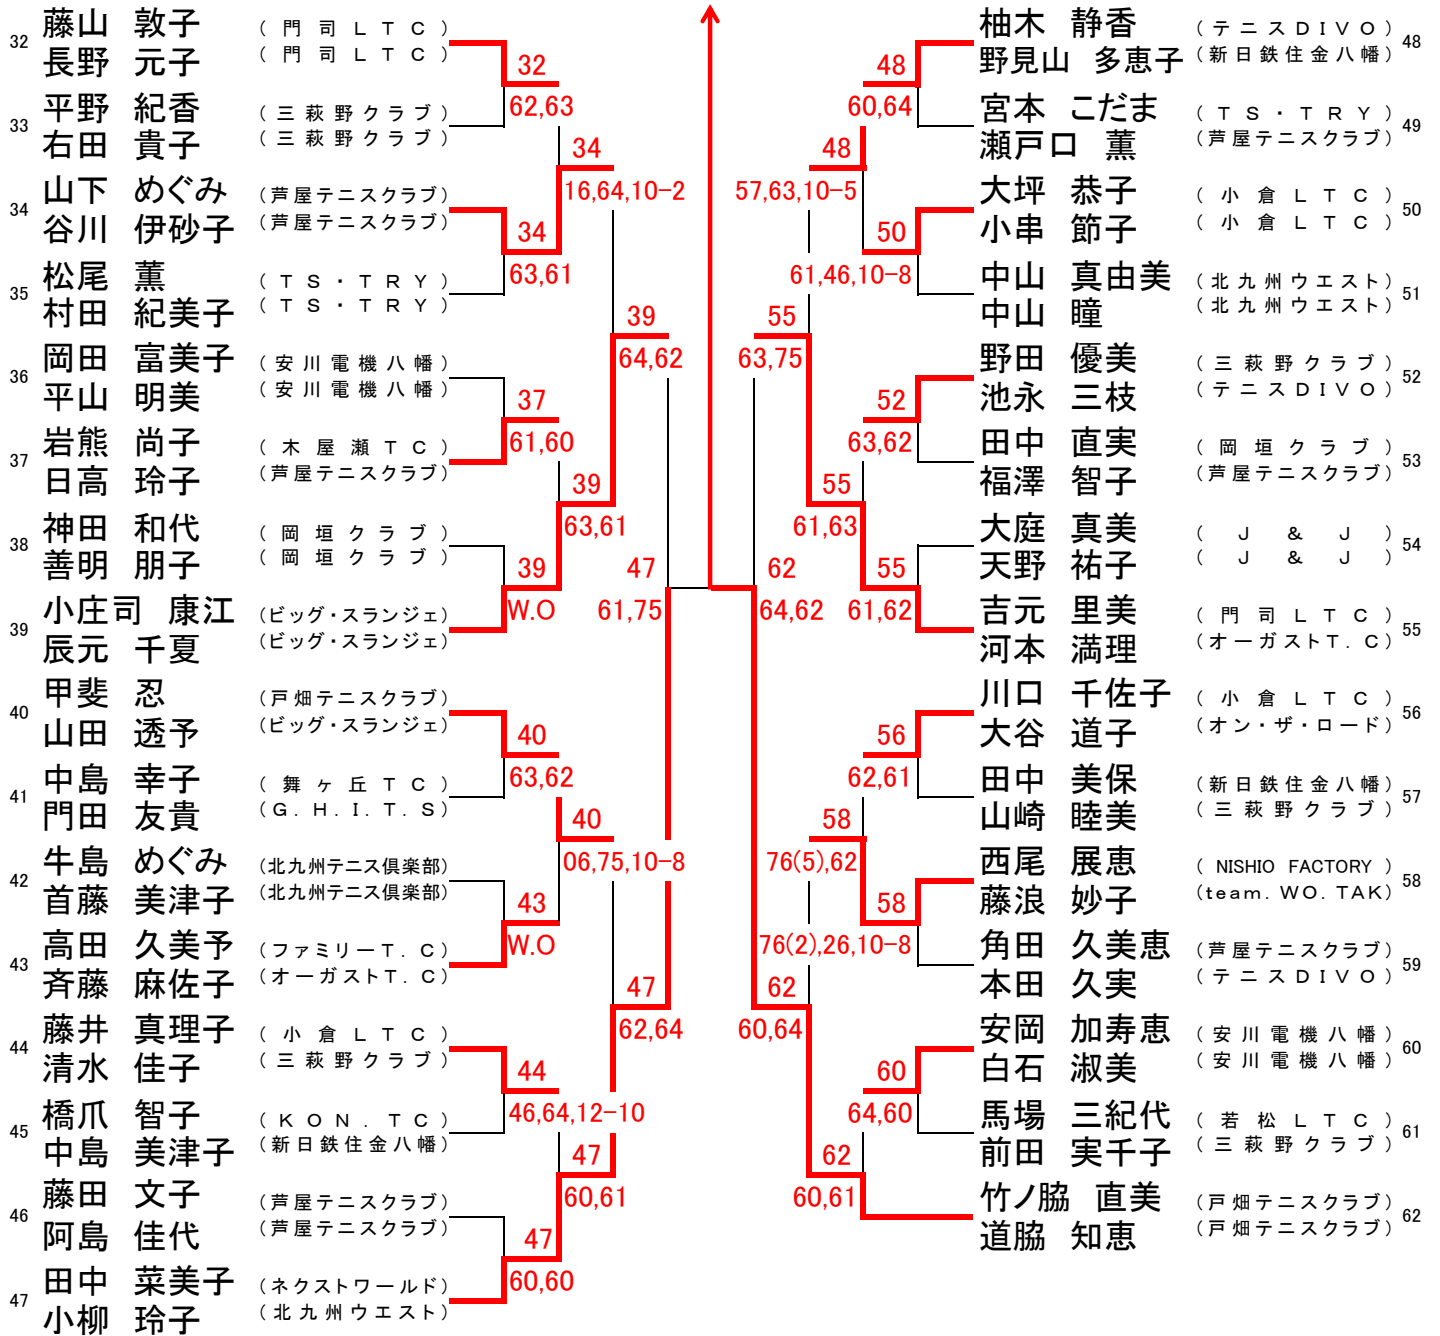 32 藤山 敦子 (門司LTC)
長野 元子 (門司LTC)
33 平野 紀香 (三萩野クラブ)
右田 貴子 (三萩野クラブ)
34 山下 めぐみ (芦屋テニスクラブ)
谷川 伊砂子 (芦屋テニスクラブ)
35 松尾 薫 (TS・TRY)
村田 紀美子 (TS・TRY)
36 岡田 富美子 (安川電機八幡)
平山 明美 (安川電機八幡)
37 岩熊 尚子 (木屋瀬TC)
日高 玲子 (芦屋テニスクラブ)
38 神田 和代 (岡垣クラブ)
善明 朋子 (岡垣クラブ)
39 小庄司 康江 (ビッグ・スランジェ)
辰元 千夏 (ビッグ・スランジェ)
40 甲斐 忍 (戸畑テニスクラブ)
山田 透予 (ビッグ・スランジェ)
41 中島 幸子 (舞ヶ丘TC)
門田 友貴 (G.H.I.T.S)
42 牛島 めぐみ (北九州テニス倶楽部)
首藤 美津子 (北九州テニス倶楽部)
43 高田 久美予 (ファミリーT.C)
斉藤 麻佐子 (オーガストT.C)
44 藤井 真理子 (小倉LTC)
清水 佳子 (三萩野クラブ)
45 橋爪 智子 (KON.TC)
中島 美津子 (新日鉄住金八幡)
46 藤田 文子 (芦屋テニスクラブ)
阿島 佳代 (芦屋テニスクラブ)
47 田中 菜美子 (ネクストワールド)
小柳 玲子 (北九州ウエスト)
32
62,63
34
63,61
37
61,60
39
W.O
40
63,62
43
W.O
44
46,64,12-10
47
60,60
34
16,64,10-2
39
63,61
40
06,75,10-8
47
60,61
39
64,62
47
62,64
47
61,75
62
64,62
55
63,75
62
60,64
48
57,63,10-5
55
61,63
58
76(5),62
62
60,61
48
60,64
50
61,46,10-8
52
63,62
55
61,62
56
62,61
58
76(2),26,10-8
60
64,60
柚木 静香 (テニスDIVO) 48
野見山 多恵子 (新日鉄住金八幡)
宮本 こだま (TS・TRY) 49
瀬戸口 薫 (芦屋テニスクラブ)
大坪 恭子 (小倉LTC) 50
小串 節子 (小倉LTC)
中山 真由美 (北九州ウエスト) 51
中山 瞳 (北九州ウエスト)
野田 優美 (三萩野クラブ) 52
池永 三枝 (テニスDIVO)
田中 直実 (岡垣クラブ) 53
福澤 智子 (芦屋テニスクラブ)
大庭 真美 (J&J) 54
天野 祐子 (J&J)
吉元 里美 (門司LTC) 55
河本 満理 (オーガストT.C)
川口 千佐子 (小倉LTC) 56
大谷 道子 (オン・ザ・ロード)
田中 美保 (新日鉄住金八幡) 57
山崎 睦美 (三萩野クラブ)
西尾 展恵 (NISHIO FACTORY) 58
藤浪 妙子 (team.WO.TAK)
角田 久美恵 (芦屋テニスクラブ) 59
本田 久実 (テニスDIVO)
安岡 加寿恵 (安川電機八幡) 60
白石 淑美 (安川電機八幡)
馬場 三紀代 (若松LTC) 61
前田 実千子 (三萩野クラブ)
竹ノ脇 直美 (戸畑テニスクラブ) 62
道脇 知恵 (戸畑テニスクラブ)